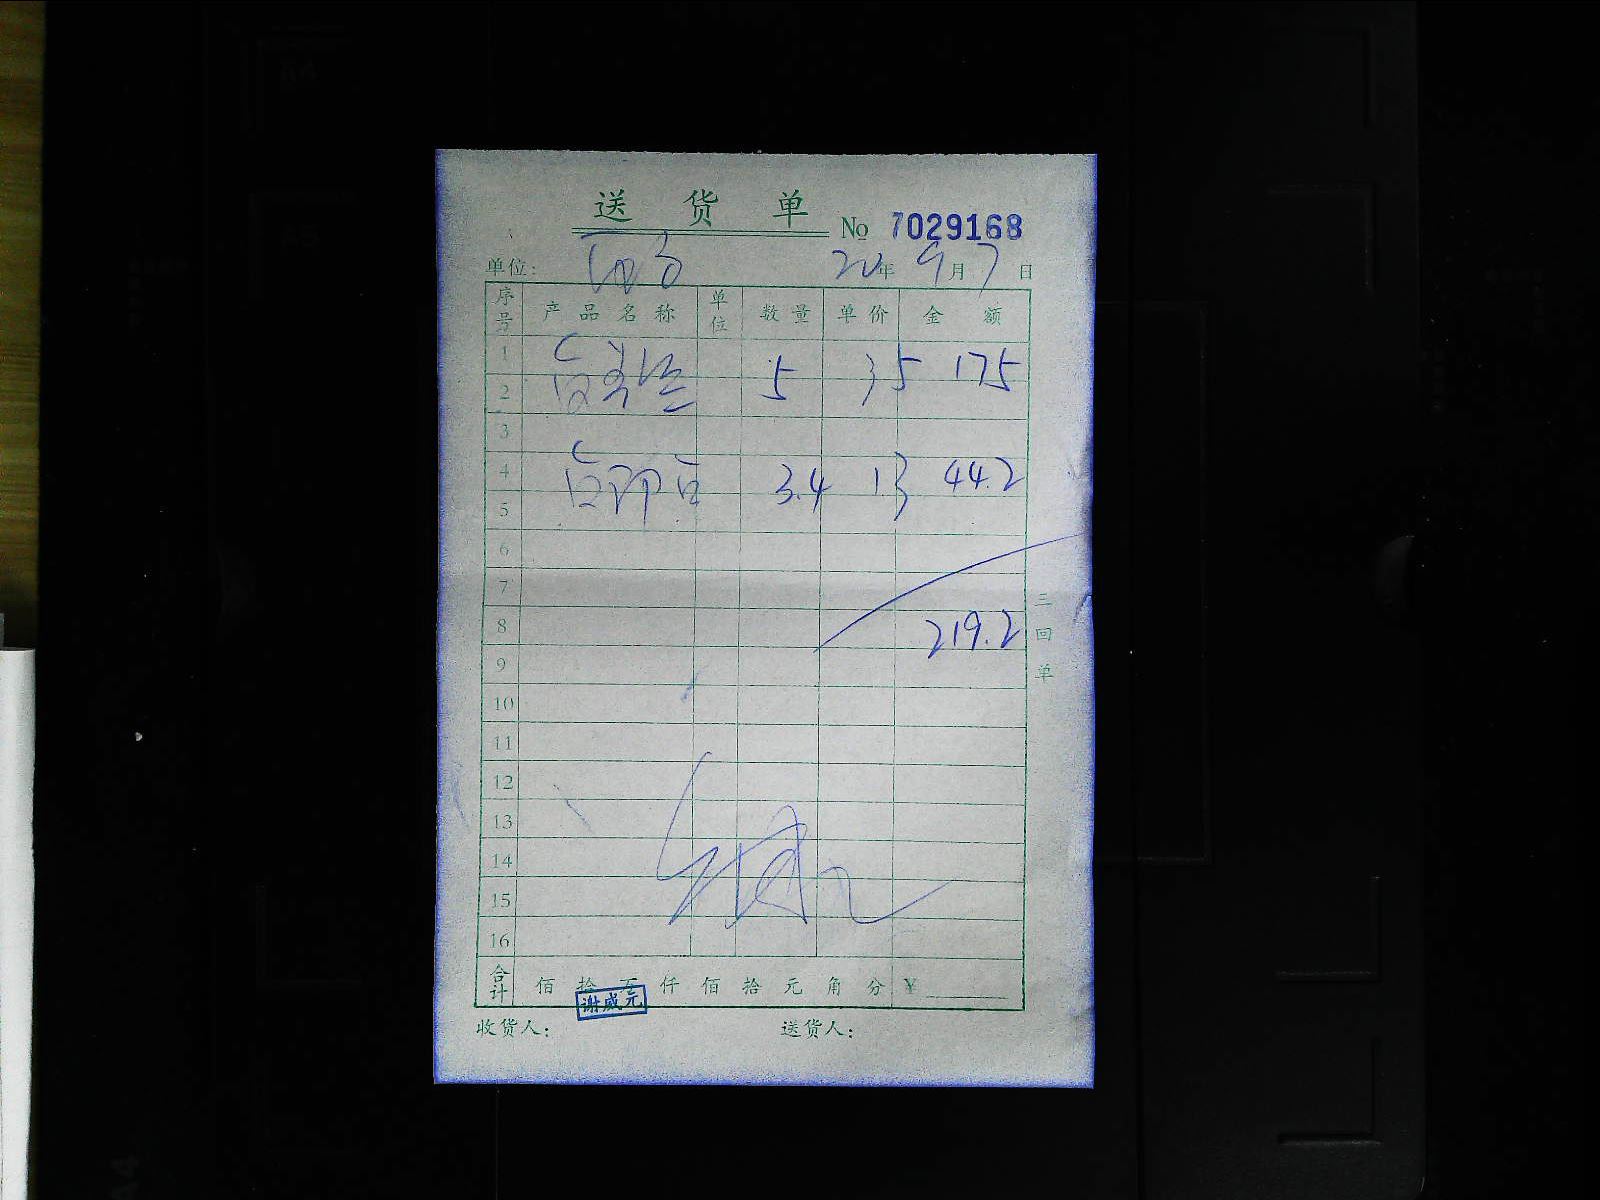 送货单 No 7029168
单位: 20年9月7日
序号 产品名称 单位 数量 单价 金额
1
2 5 35 175
3
4 3.4 13 44.2
5
6
7
8 219.2
9
10
11
12
13
14
15
16
合计 佰拾万仟佰拾元角分 ¥
收货人: 谢威元 送货人:
三回单